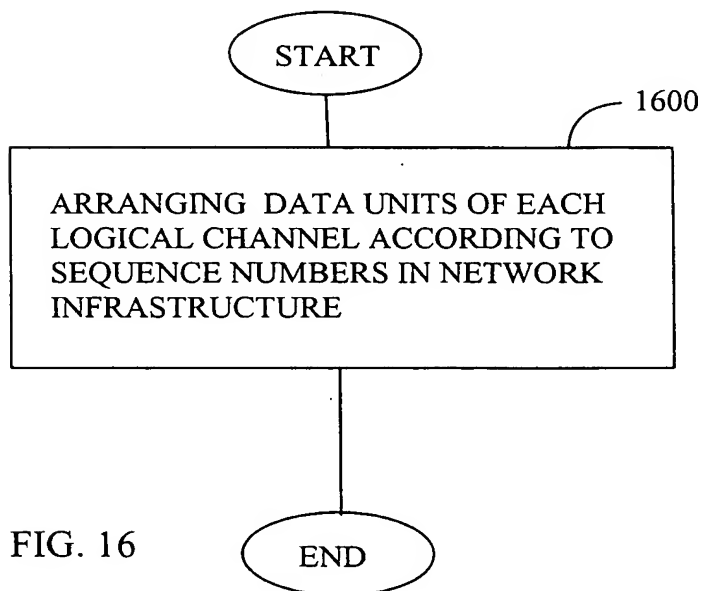 START
1600
ARRANGING DATA UNITS OF EACH
LOGICAL CHANNEL ACCORDING TO
SEQUENCE NUMBERS IN NETWORK
INFRASTRUCTURE
FIG. 16
END